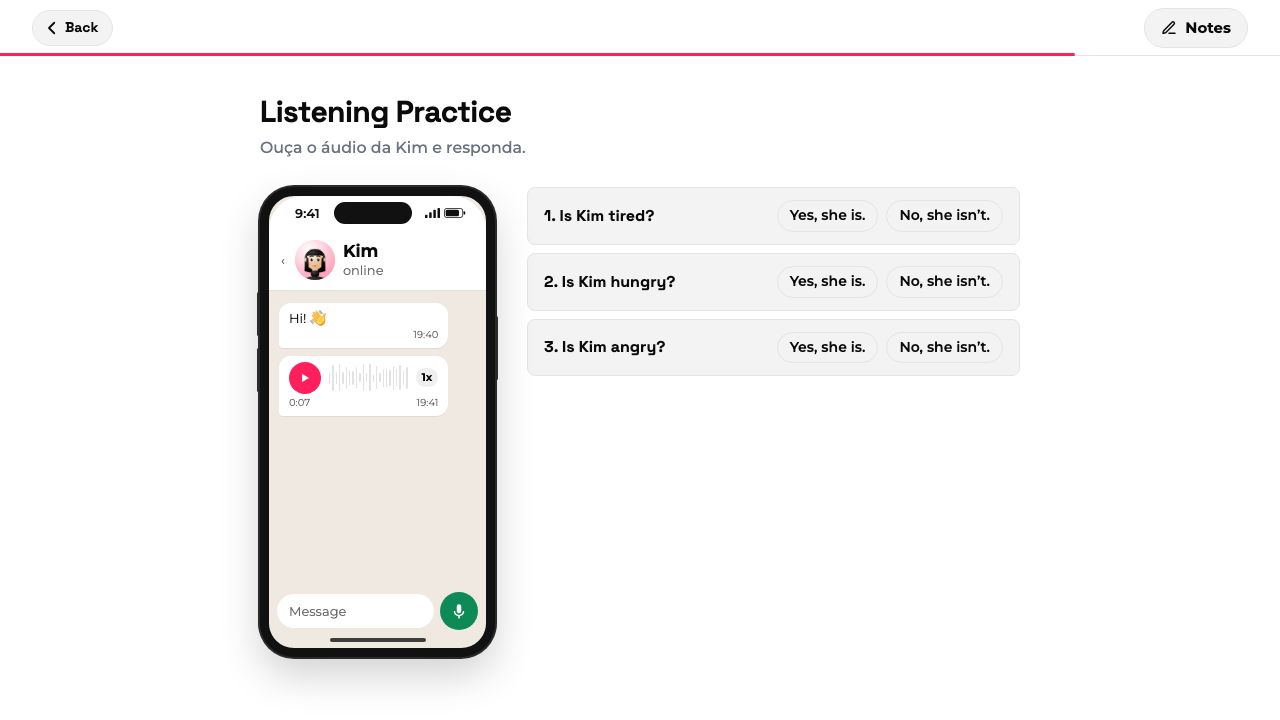 Back
Notes
Listening Practice
Ouça o áudio da Kim e responda.
9:41
Kim
online
Hi! 👋
19:40
1x
0:07 19:41
Message
1. Is Kim tired? Yes, she is. No, she isn't.
2. Is Kim hungry? Yes, she is. No, she isn't.
3. Is Kim angry? Yes, she is. No, she isn't.